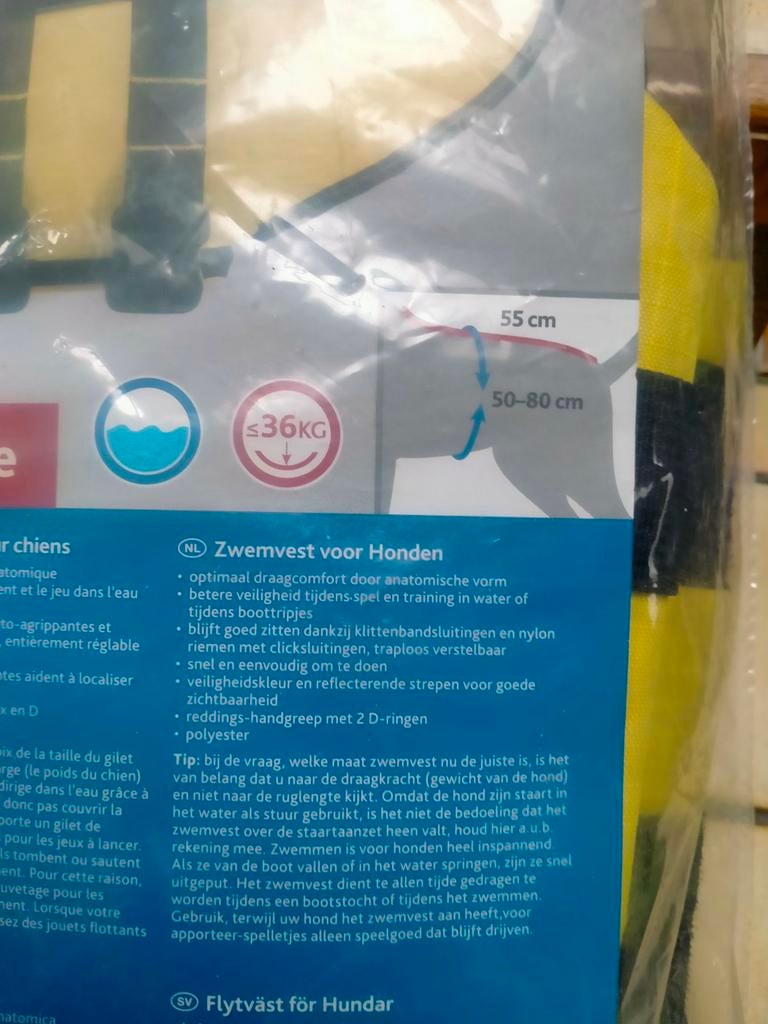 55 cm
50–80 cm
≤36KG
e
r chiens
atomique
ent et le jeu dans l'eau
to-agrippantes et
, entièrement réglable
ntes aident à localiser
x en D
ix de la taille du gilet
rge (le poids du chien)
dirige dans l'eau grâce à
donc pas couvrir la
porte un gilet de
pour les jeux à lancer.
ls tombent ou sautent
ent. Pour cette raison,
uvetage pour les
ment. Lorsque votre
sez des jouets flottants
natomica
NL Zwemvest voor Honden
• optimaal draagcomfort door anatomische vorm
• betere veiligheid tijdens spel en training in water of
tijdens boottripjes
• blijft goed zitten dankzij klittenbandsluitingen en nylon
riemen met clicksluitingen, traploos verstelbaar
• snel en eenvoudig om te doen
• veiligheidskleur en reflecterende strepen voor goede
zichtbaarheid
• reddings-handgreep met 2 D-ringen
• polyester
Tip: bij de vraag, welke maat zwemvest nu de juiste is, is het
van belang dat u naar de draagkracht (gewicht van de hond)
en niet naar de ruglengte kijkt. Omdat de hond zijn staart in
het water als stuur gebruikt, is het niet de bedoeling dat het
zwemvest over de staartaanzet heen valt, houd hier a.u.b.
rekening mee. Zwemmen is voor honden heel inspannend.
Als ze van de boot vallen of in het water springen, zijn ze snel
uitgeput. Het zwemvest dient te allen tijde gedragen te
worden tijdens een bootstocht of tijdens het zwemmen.
Gebruik, terwijl uw hond het zwemvest aan heeft,voor
apporteer-spelletjes alleen speelgoed dat blijft drijven.
SV Flytväst för Hundar